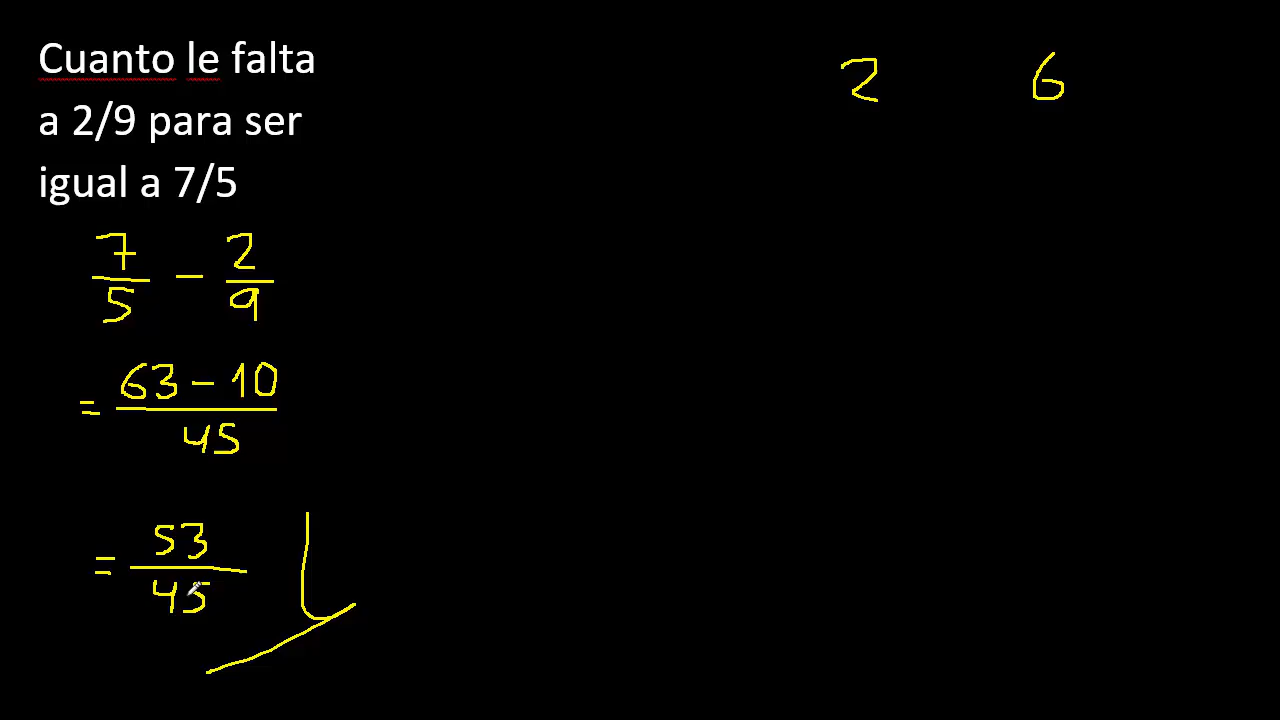 Cuanto le falta
a 2/9 para ser
igual a 7/5
2 6
7/5 - 2/9
= 63 - 10 / 45
= 53/45